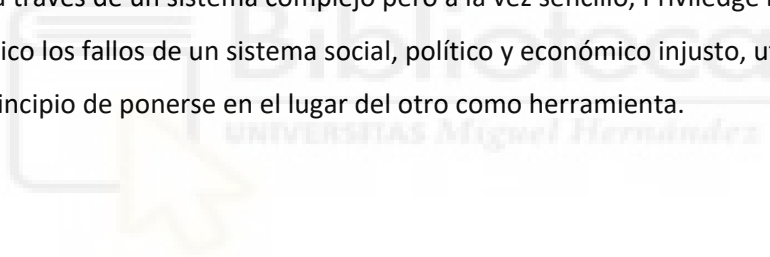 a través de un sistema complejo pero a la vez sencillo,
ico los fallos de un sistema social, político y económico injusto,
incipio de ponerse en el lugar del otro como herramienta.
Biblioteca
UNIVERSITAS Miguel Hernández